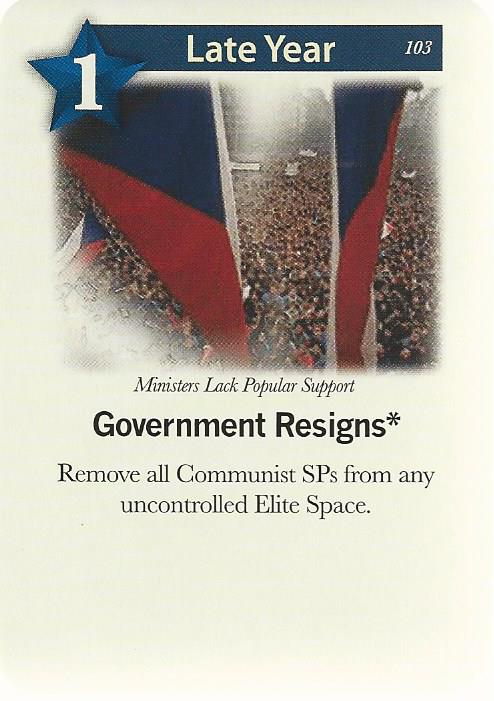 1
Late Year
103
Ministers Lack Popular Support
Government Resigns*
Remove all Communist SPs from any
uncontrolled Elite Space.